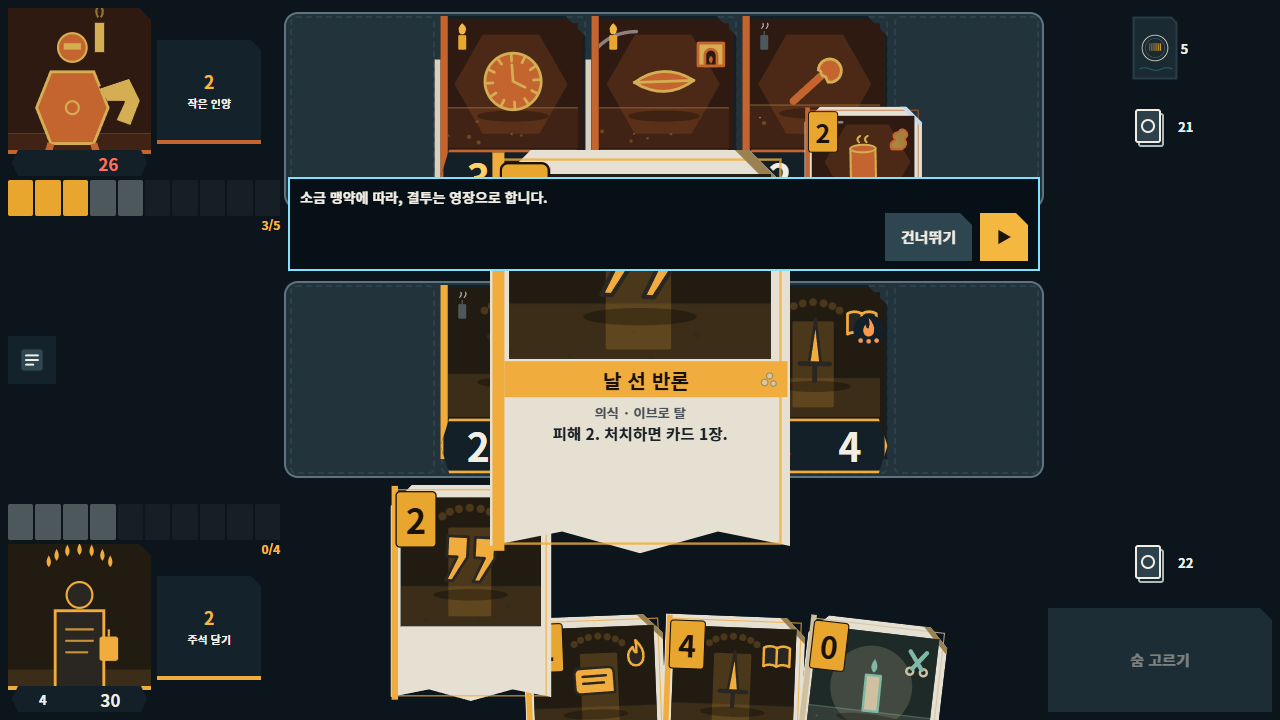 2
작은 인양
26
3/5
5
21
2
소금 맹약에 따라, 결투는 영장으로 합니다.
건너뛰기
날 선 반론
의식 · 이브로 탈
피해 2. 처치하면 카드 1장.
2
4
2
4
0
0/4
2
주석 달기
4
30
22
숨 고르기